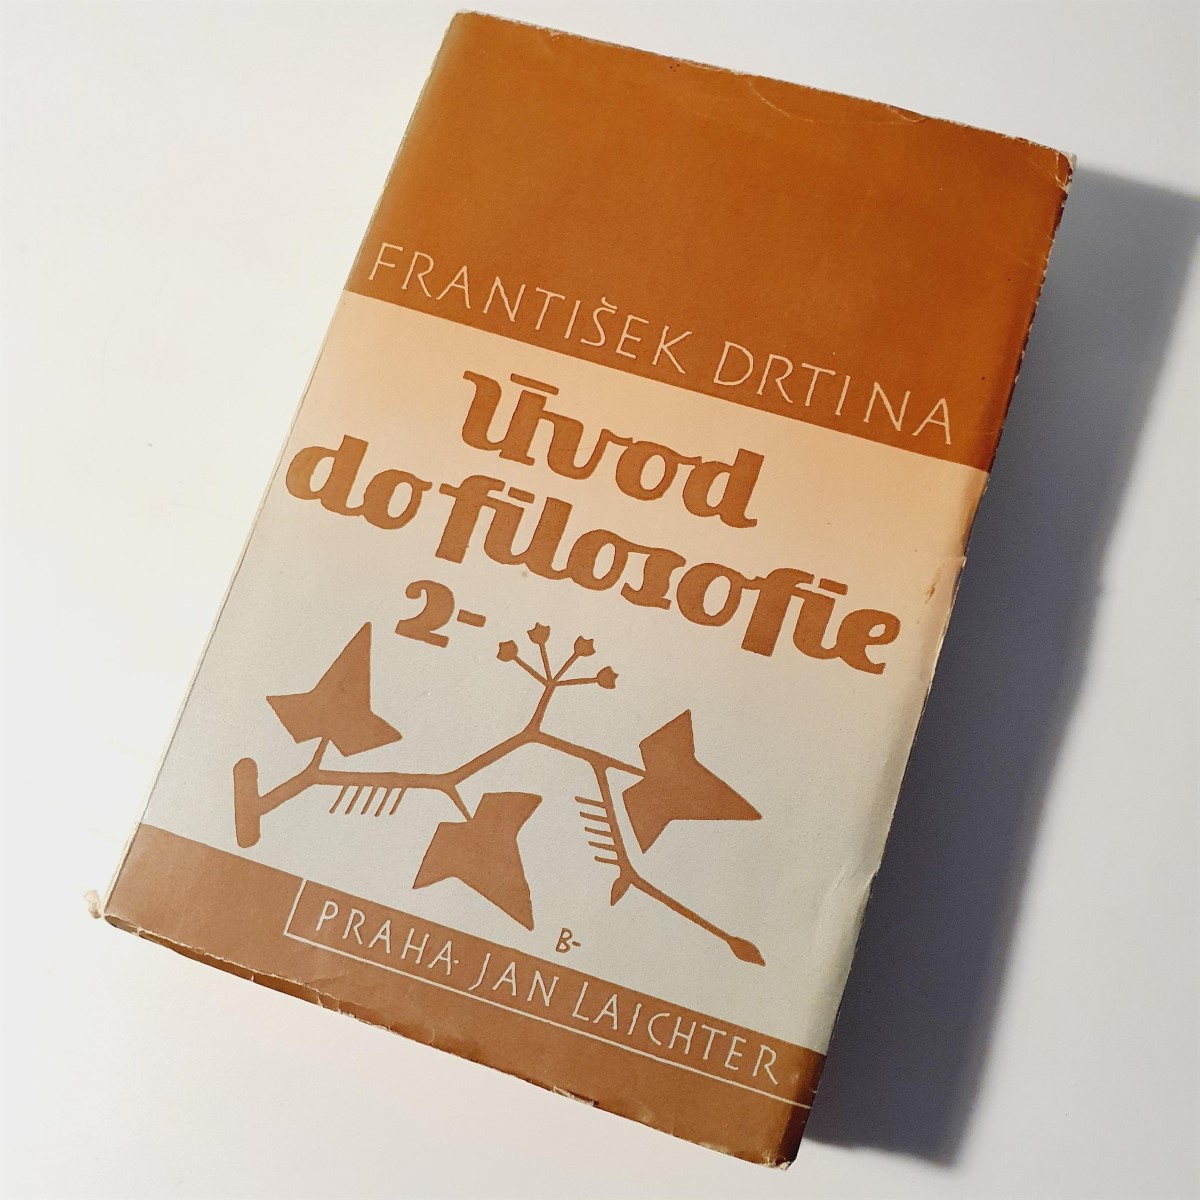 FRANTIŠEK DRTINA
Úvod
do filosofie
2-
B-
PRAHA · JAN LAICHTER